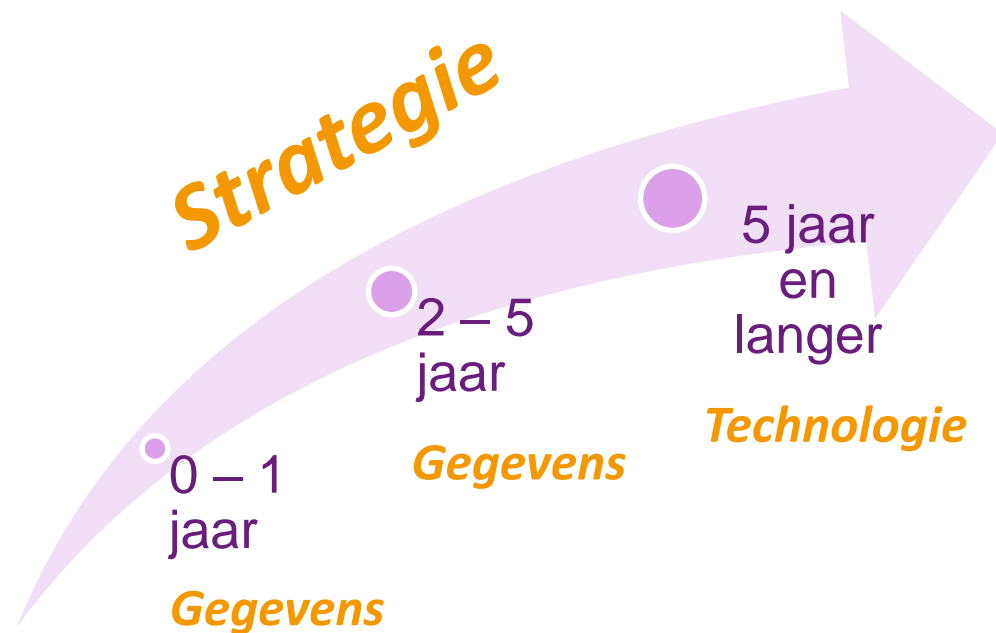 Strategie
0 – 1
jaar
Gegevens
2 – 5
jaar
Gegevens
5 jaar
en
langer
Technologie